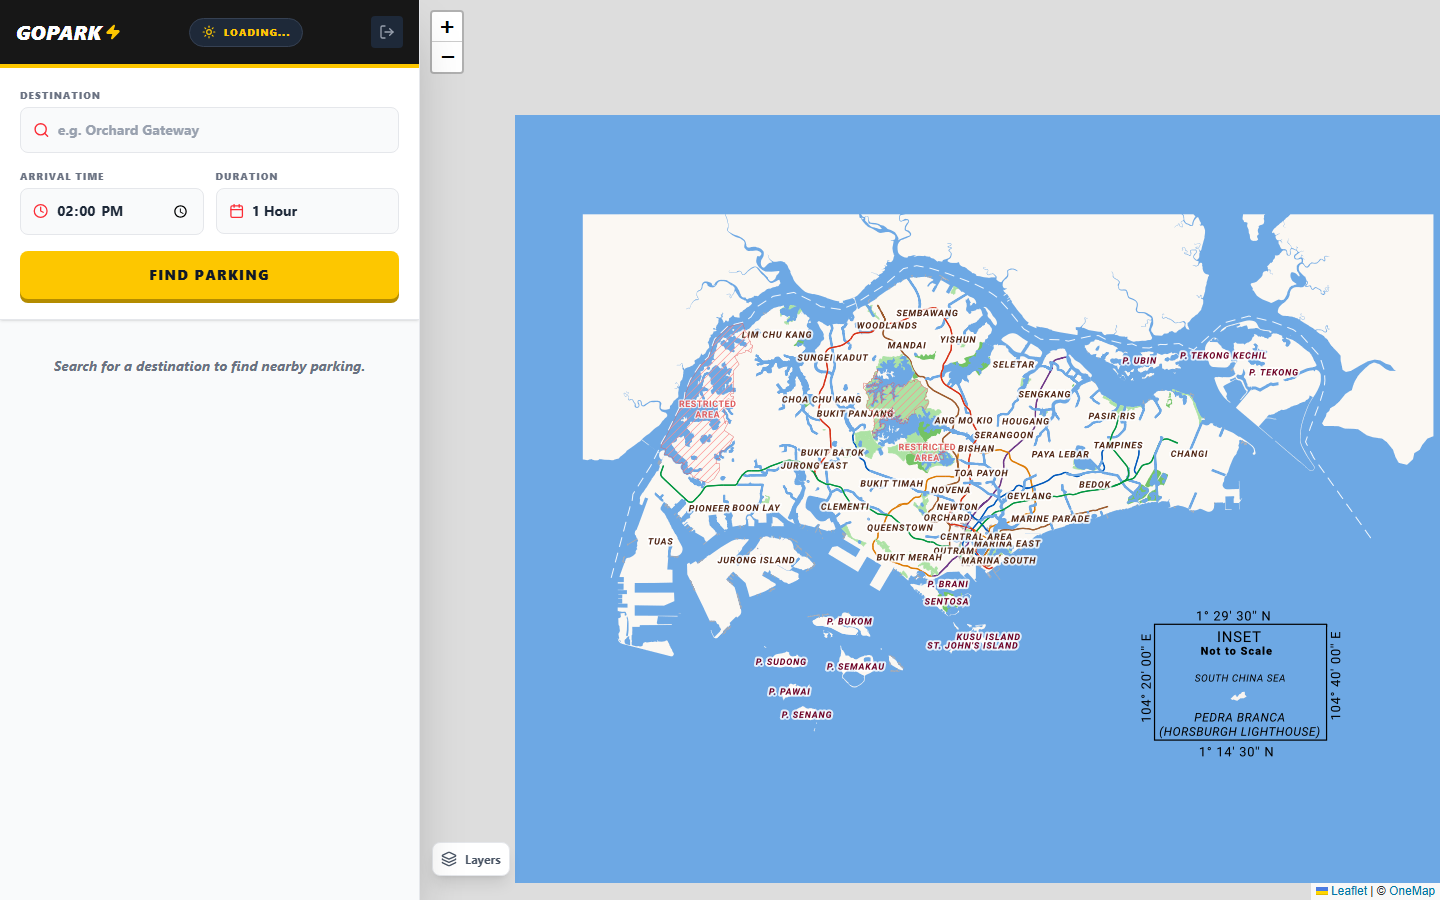 GOPARK
LOADING...
DESTINATION
e.g. Orchard Gateway
ARRIVAL TIME
DURATION
02:00 PM
1 Hour
FIND PARKING
Search for a destination to find nearby parking.
+
−
SEMBAWANG
WOODLANDS
LIM CHU KANG
YISHUN
MANDAI
SUNGEI KADUT
P. TEKONG KECHIL
P. UBIN
SELETAR
P. TEKONG
SENGKANG
CHOA CHU KANG
RESTRICTED
AREA
BUKIT PANJANG
PASIR RIS
ANG MO KIO
HOUGANG
SERANGOON
TAMPINES
RESTRICTED
AREA
BISHAN
BUKIT BATOK
PAYA LEBAR
CHANGI
JURONG EAST
TOA PAYOH
BUKIT TIMAH
BEDOK
NOVENA
GEYLANG
PIONEER
BOON LAY
CLEMENTI
NEWTON
ORCHARD
MARINE PARADE
QUEENSTOWN
CENTRAL AREA
TUAS
MARINA EAST
OUTRAM
BUKIT MERAH
JURONG ISLAND
MARINA SOUTH
P. BRANI
SENTOSA
P. BUKOM
KUSU ISLAND
ST. JOHN'S ISLAND
P. SUDONG
P. SEMAKAU
P. PAWAI
P. SENANG
1° 29' 30" N
104° 20' 00" E
INSET
Not to Scale
SOUTH CHINA SEA
PEDRA BRANCA
(HORSBURGH LIGHTHOUSE)
104° 40' 00" E
1° 14' 30" N
Layers
Leaflet | © OneMap